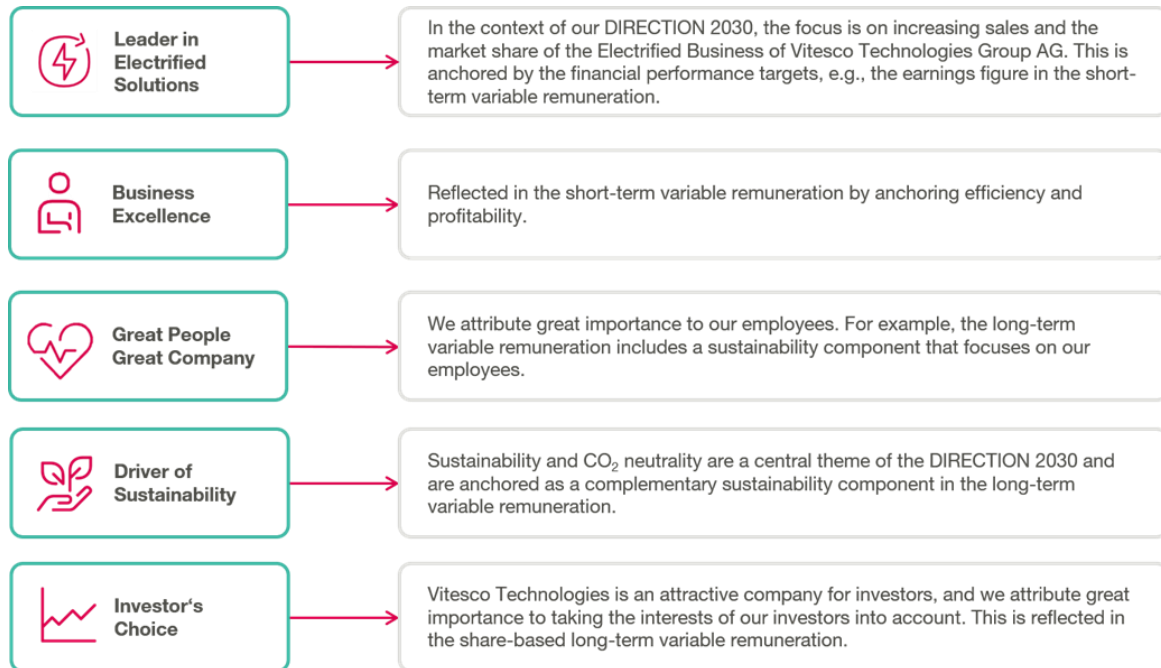 Leader in
Electrified
Solutions
In the context of our DIRECTION 2030, the focus is on increasing sales and the
market share of the Electrified Business of Vitesco Technologies Group AG. This is
anchored by the financial performance targets, e.g., the earnings figure in the short-
term variable remuneration.
Business
Excellence
Reflected in the short-term variable remuneration by anchoring efficiency and
profitability.
Great People
Great Company
We attribute great importance to our employees. For example, the long-term
variable remuneration includes a sustainability component that focuses on our
employees.
Driver of
Sustainability
Sustainability and CO₂ neutrality are a central theme of the DIRECTION 2030 and
are anchored as a complementary sustainability component in the long-term
variable remuneration.
Investor‘s
Choice
Vitesco Technologies is an attractive company for investors, and we attribute great
importance to taking the interests of our investors into account. This is reflected in
the share-based long-term variable remuneration.